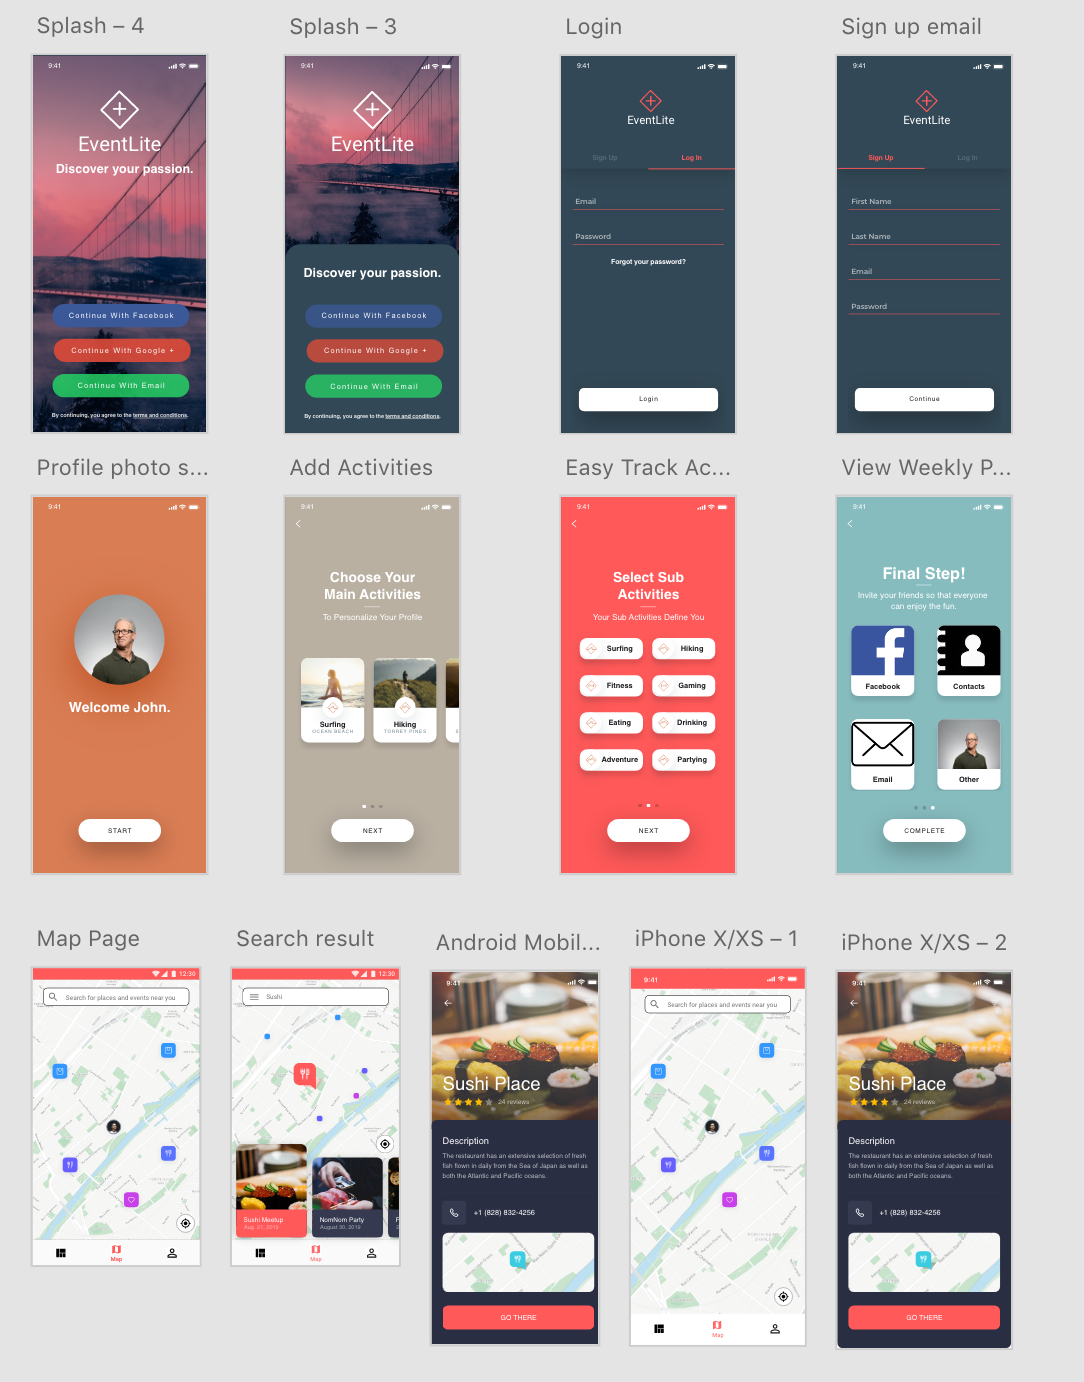 Splash – 4
9:41
EventLite
Discover your passion.
Continue With Facebook
Continue With Google +
Continue With Email
By continuing, you agree to the terms and conditions.
Splash – 3
9:41
EventLite
Discover your passion.
Continue With Facebook
Continue With Google +
Continue With Email
By continuing, you agree to the terms and conditions.
Login
9:41
EventLite
Sign Up
Log In
Email
Password
Forgot your password?
Login
Sign up email
9:41
EventLite
Sign Up
Log In
First Name
Last Name
Email
Password
Continue
Profile photo s...
9:41
Welcome John.
START
Add Activities
9:41
Choose Your
Main Activities
To Personalize Your Profile
Surfing
OCEAN BEACH
Hiking
TORREY PINES
NEXT
Easy Track Ac...
9:41
Select Sub
Activities
Your Sub Activities Define You
Surfing
Hiking
Fitness
Gaming
Eating
Drinking
Adventure
Partying
NEXT
View Weekly P...
9:41
Final Step!
Invite your friends so that everyone
can enjoy the fun.
Facebook
Contacts
Email
Other
COMPLETE
Map Page
12:30
Search for places and events near you
Map
Search result
12:30
Sushi
Sushi Meetup
Aug. 21, 2019
NomNom Party
August 30, 2019
F
Map
Android Mobil...
9:41
Sushi Place
24 reviews
Description
The restaurant has an extensive selection of fresh
fish flown in daily from the Sea of Japan as well as
both the Atlantic and Pacific oceans.
+1 (828) 832-4256
GO THERE
iPhone X/XS – 1
9:41
Search for places and events near you
Map
iPhone X/XS – 2
9:41
Sushi Place
24 reviews
Description
The restaurant has an extensive selection of fresh
fish flown in daily from the Sea of Japan as well as
both the Atlantic and Pacific oceans.
+1 (828) 832-4256
GO THERE